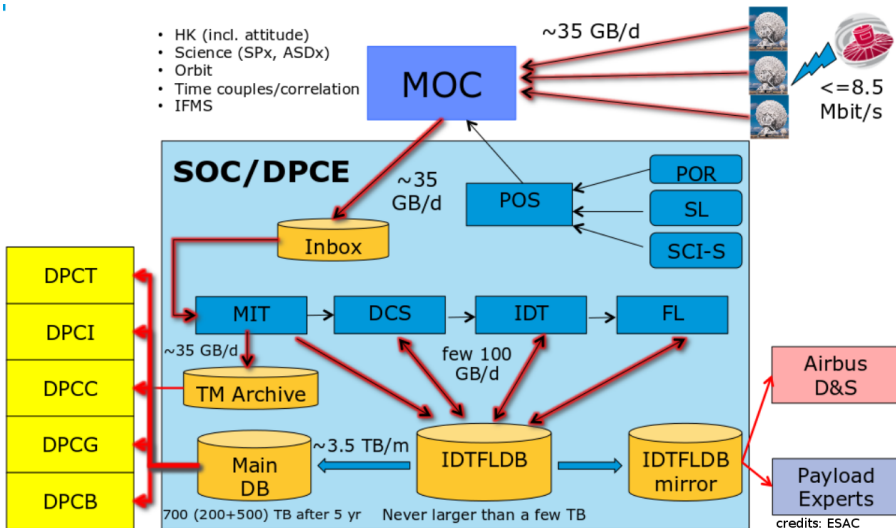 • HK (incl. attitude)
• Science (SPx, ASDx)
• Orbit
• Time couples/correlation
• IFMS
MOC
~35 GB/d
<=8.5
Mbit/s
SOC/DPCE
~35
GB/d
POS
POR
SL
SCI-S
Inbox
DPCT
DPCI
DPCC
DPCG
DPCB
MIT
DCS
IDT
FL
~35 GB/d
few 100
GB/d
TM Archive
Main
DB
~3.5 TB/m
IDTFLDB
IDTFLDB
mirror
Airbus
D&S
Payload
Experts
700 (200+500) TB after 5 yr
Never larger than a few TB
credits: ESAC